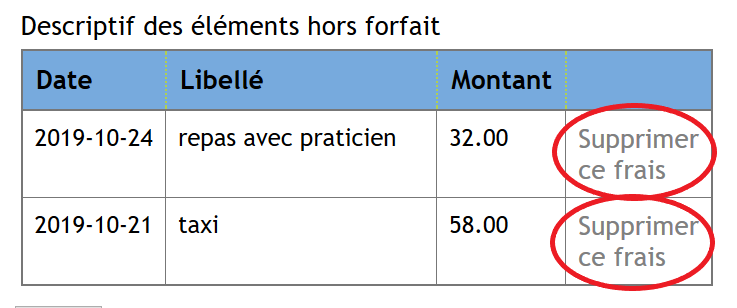 Descriptif des éléments hors forfait
Date Libellé Montant
2019-10-24 repas avec praticien 32.00 Supprimer
ce frais
2019-10-21 taxi 58.00 Supprimer
ce frais